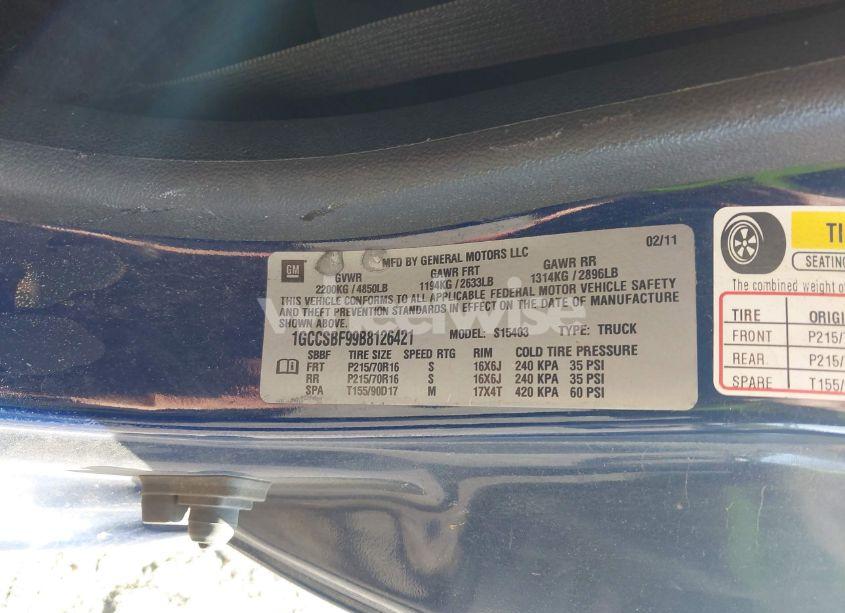 GM
MFD BY GENERAL MOTORS LLC 02/11
GVWR GAWR FRT GAWR RR
2200KG / 4850LB 1194KG / 2633LB 1314KG / 2896LB
THIS VEHICLE CONFORMS TO ALL APPLICABLE FEDERAL MOTOR VEHICLE SAFETY
AND THEFT PREVENTION STANDARDS IN EFFECT ON THE DATE OF MANUFACTURE
SHOWN ABOVE.
1GCCSBF99B8126421 MODEL: S15403 TYPE: TRUCK
SBBF TIRE SIZE SPEED RTG RIM COLD TIRE PRESSURE
FRT P215/70R16 S 16X6J 240 KPA 35 PSI
RR P215/70R16 S 16X6J 240 KPA 35 PSI
SPA T155/90D17 M 17X4T 420 KPA 60 PSI
wheelwise
TI
SEATING
The combined weight of
TIRE ORIGI
FRONT P215/7
REAR P215/
SPARE T155/